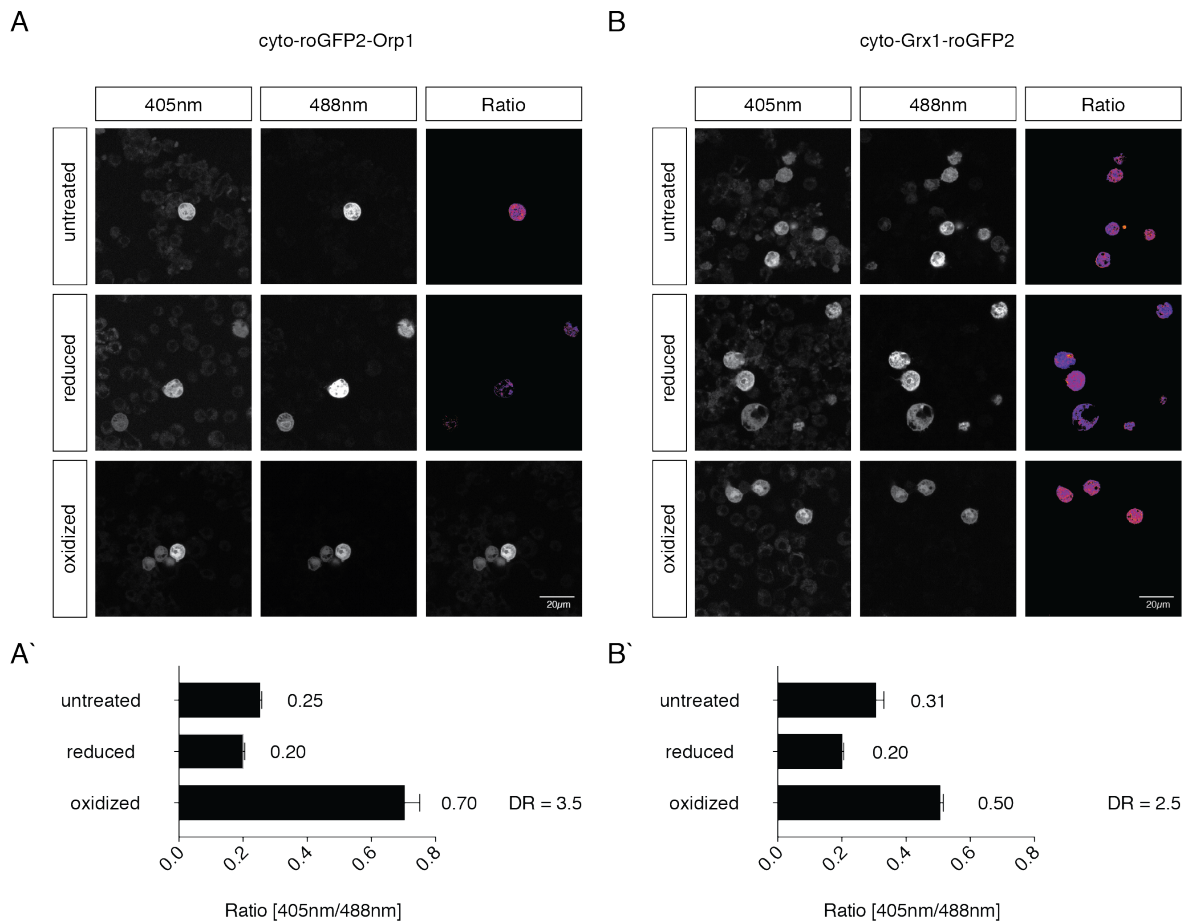 A
cyto-roGFP2-Orp1
405nm 488nm Ratio
untreated
reduced
oxidized
20µm
B
cyto-Grx1-roGFP2
405nm 488nm Ratio
untreated
reduced
oxidized
20µm
A`
untreated 0.25
reduced 0.20
oxidized 0.70 DR = 3.5
0.0 0.2 0.4 0.6 0.8
Ratio [405nm/488nm]
B`
untreated 0.31
reduced 0.20
oxidized 0.50 DR = 2.5
0.0 0.2 0.4 0.6 0.8
Ratio [405nm/488nm]